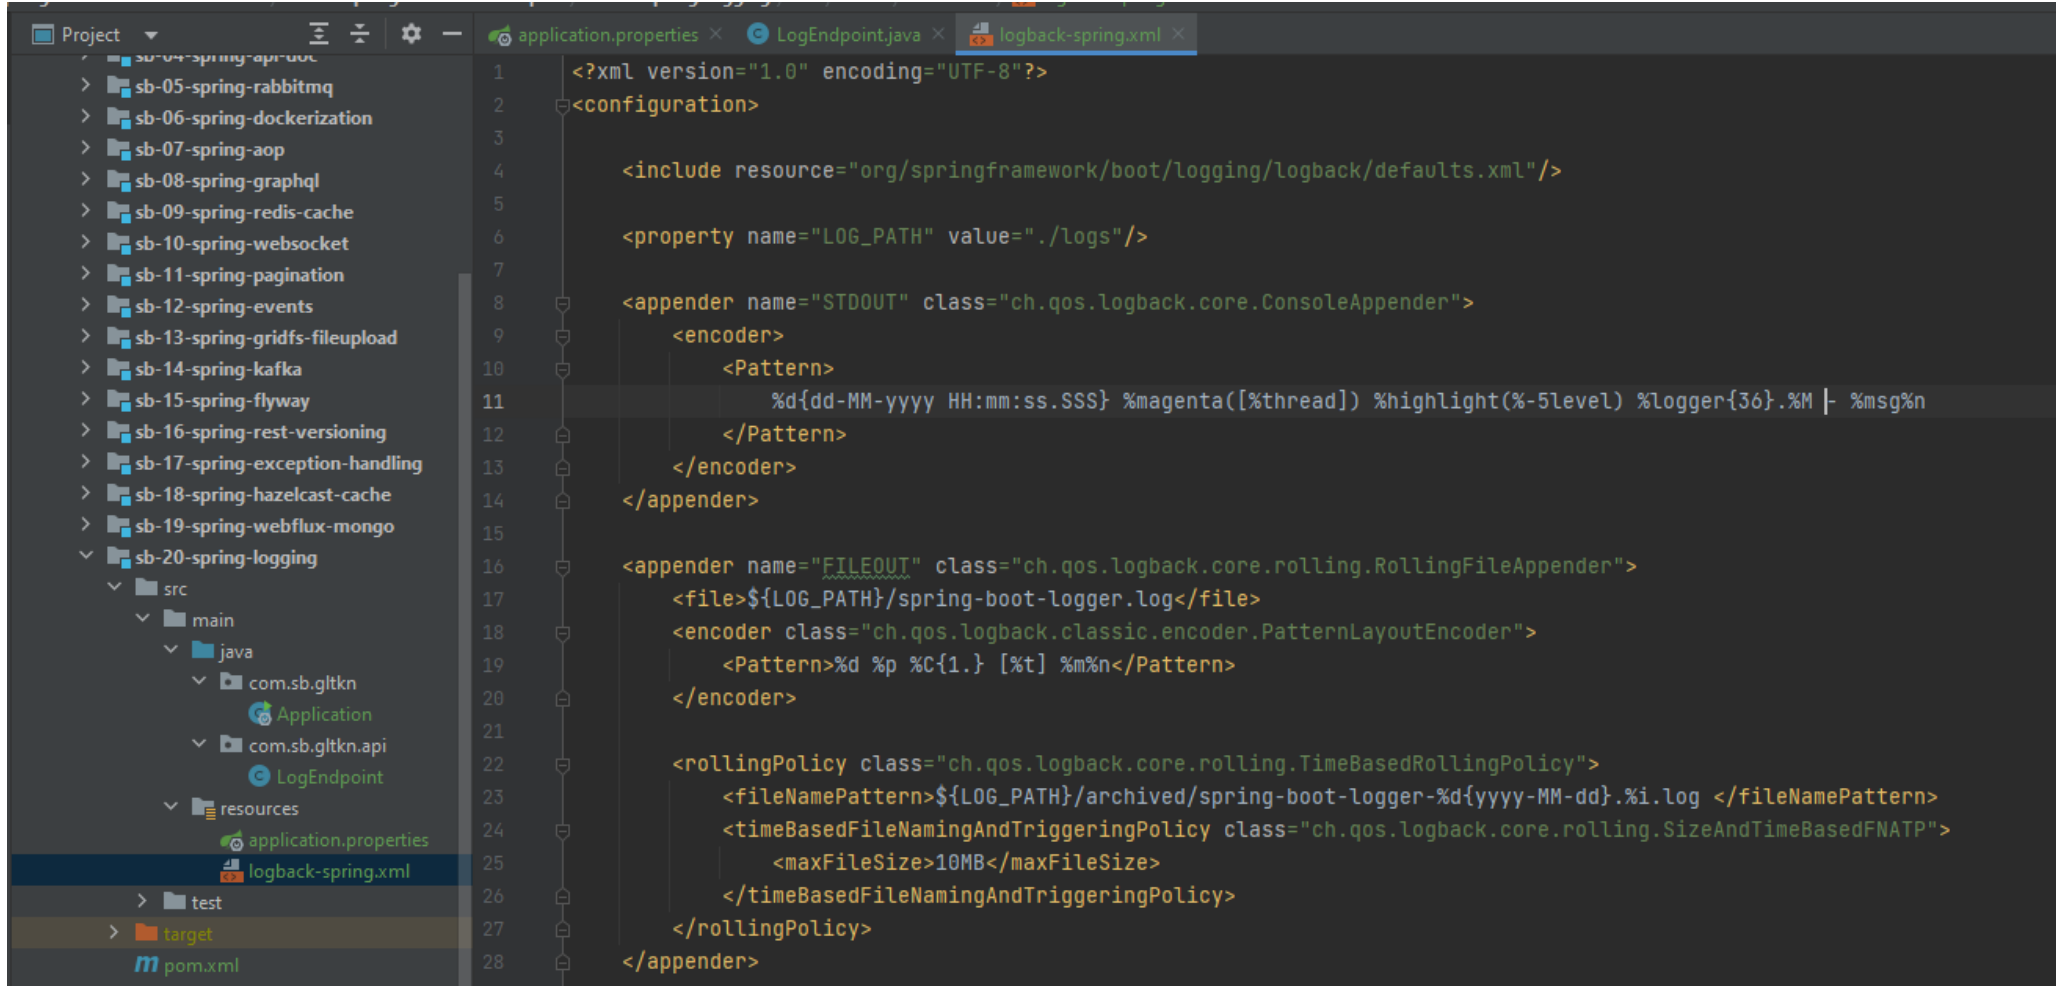 Project
application.properties
LogEndpoint.java
logback-spring.xml
sb-04-spring-api-doc
sb-05-spring-rabbitmq
sb-06-spring-dockerization
sb-07-spring-aop
sb-08-spring-graphql
sb-09-spring-redis-cache
sb-10-spring-websocket
sb-11-spring-pagination
sb-12-spring-events
sb-13-spring-gridfs-fileupload
sb-14-spring-kafka
sb-15-spring-flyway
sb-16-spring-rest-versioning
sb-17-spring-exception-handling
sb-18-spring-hazelcast-cache
sb-19-spring-webflux-mongo
sb-20-spring-logging
src
main
java
com.sb.gltkn
Application
com.sb.gltkn.api
LogEndpoint
resources
application.properties
logback-spring.xml
test
target
pom.xml
1 <?xml version="1.0" encoding="UTF-8"?>
2 <configuration>
3
4 <include resource="org/springframework/boot/logging/logback/defaults.xml"/>
5
6 <property name="LOG_PATH" value="./logs"/>
7
8 <appender name="STDOUT" class="ch.qos.logback.core.ConsoleAppender">
9 <encoder>
10 <Pattern>
11 %d{dd-MM-yyyy HH:mm:ss.SSS} %magenta([%thread]) %highlight(%-5level) %logger{36}.%M - %msg%n
12 </Pattern>
13 </encoder>
14 </appender>
15
16 <appender name="FILEOUT" class="ch.qos.logback.core.rolling.RollingFileAppender">
17 <file>${LOG_PATH}/spring-boot-logger.log</file>
18 <encoder class="ch.qos.logback.classic.encoder.PatternLayoutEncoder">
19 <Pattern>%d %p %C{1.} [%t] %m%n</Pattern>
20 </encoder>
21
22 <rollingPolicy class="ch.qos.logback.core.rolling.TimeBasedRollingPolicy">
23 <fileNamePattern>${LOG_PATH}/archived/spring-boot-logger-%d{yyyy-MM-dd}.%i.log </fileNamePattern>
24 <timeBasedFileNamingAndTriggeringPolicy class="ch.qos.logback.core.rolling.SizeAndTimeBasedFNATP">
25 <maxFileSize>10MB</maxFileSize>
26 </timeBasedFileNamingAndTriggeringPolicy>
27 </rollingPolicy>
28 </appender>